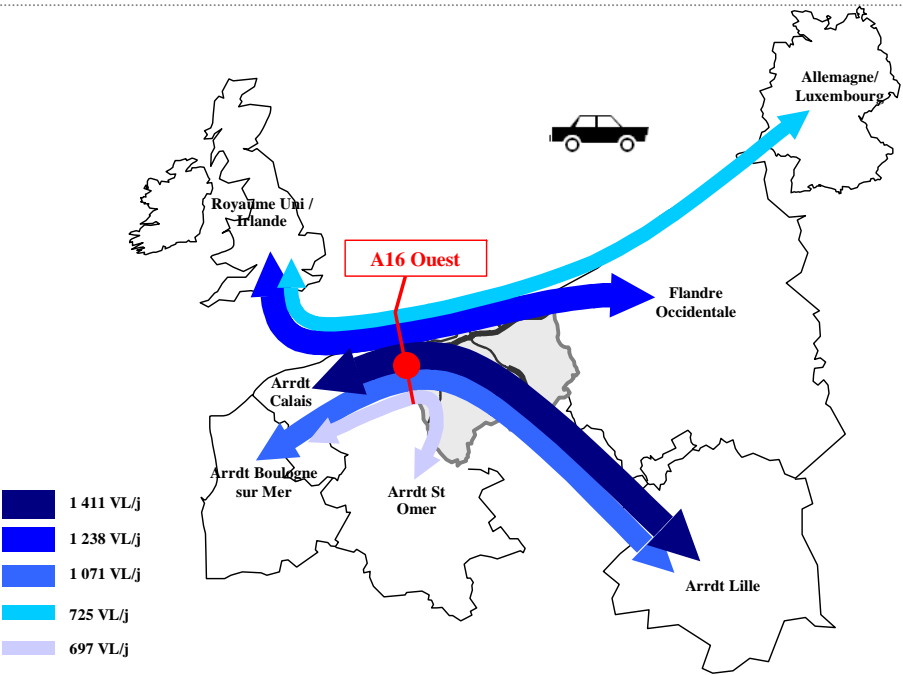 Allemagne/
Luxembourg
Royaume Uni /
Irlande
A16 Ouest
Flandre
Occidentale
Arrdt
Calais
Arrdt Boulogne
sur Mer
Arrdt St
Omer
Arrdt Lille
1 411 VL/j
1 238 VL/j
1 071 VL/j
725 VL/j
697 VL/j